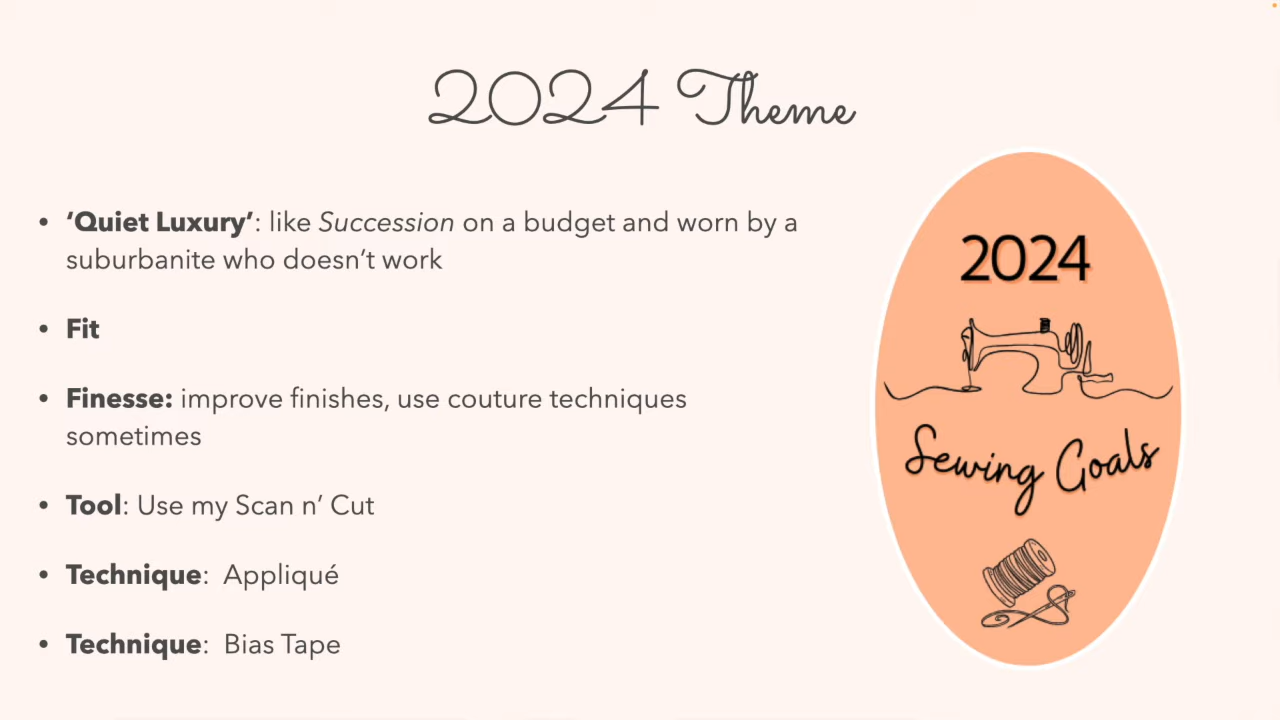 2024 Theme
• ‘Quiet Luxury’: like Succession on a budget and worn by a
suburbanite who doesn’t work
• Fit
• Finesse: improve finishes, use couture techniques
sometimes
• Tool: Use my Scan n’ Cut
• Technique:  Appliqué
• Technique:  Bias Tape
2024
Sewing Goals